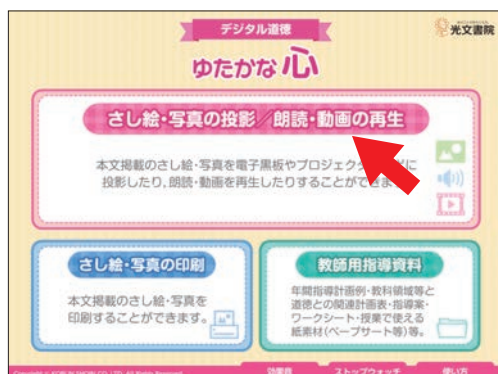 デジタル道徳
光文書院
ゆたかな心
さし絵・写真の投影／朗読・動画の再生
本文掲載のさし絵・写真を電子黒板やプロジェクタ
投影したり、朗読・動画を再生したりすることができ
さし絵・写真の印刷
本文掲載のさし絵・写真を
印刷することができます。
教師用指導資料
年間指導計画例・教科領域等と
道徳との関連計画表・指導案・
ワークシート・授業で使える
紙素材(ペープサート等)等。
効果音
ストップウォッチ
使い方